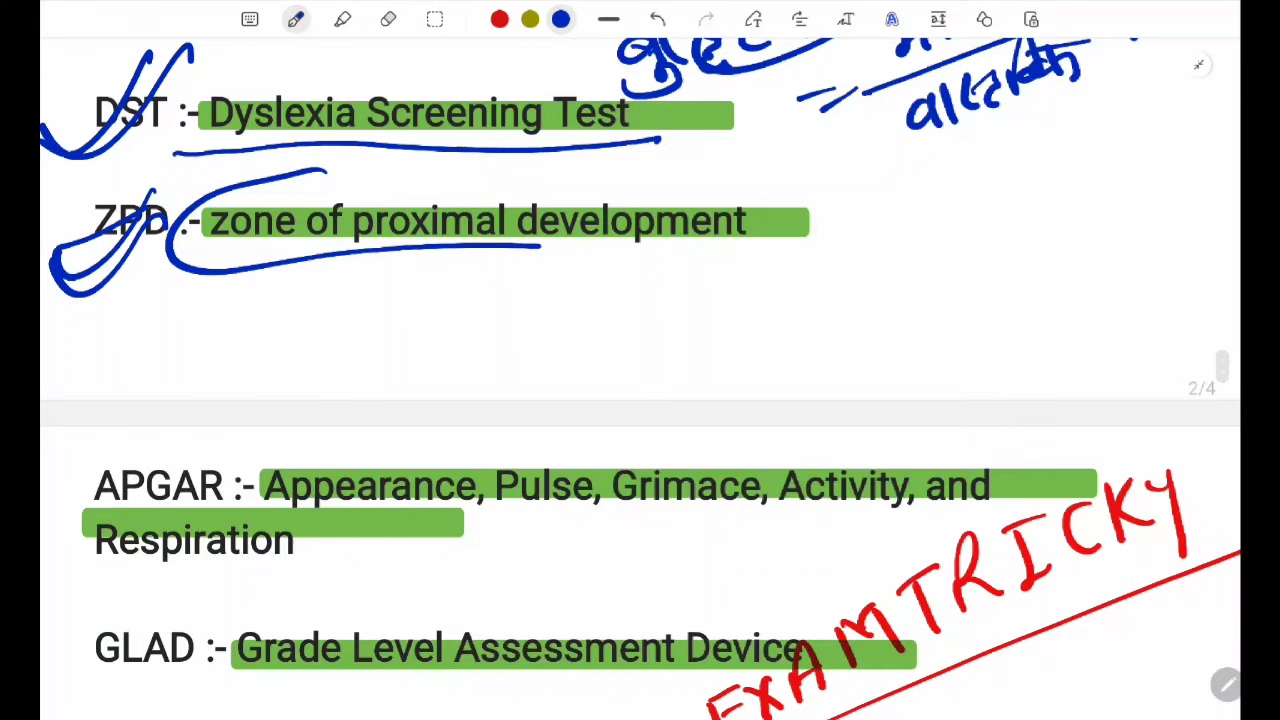 DST :- Dyslexia Screening Test
ZPD :- zone of proximal development
2/4
APGAR :- Appearance, Pulse, Grimace, Activity, and
Respiration
GLAD :- Grade Level Assessment Device
EXAMTRICKY